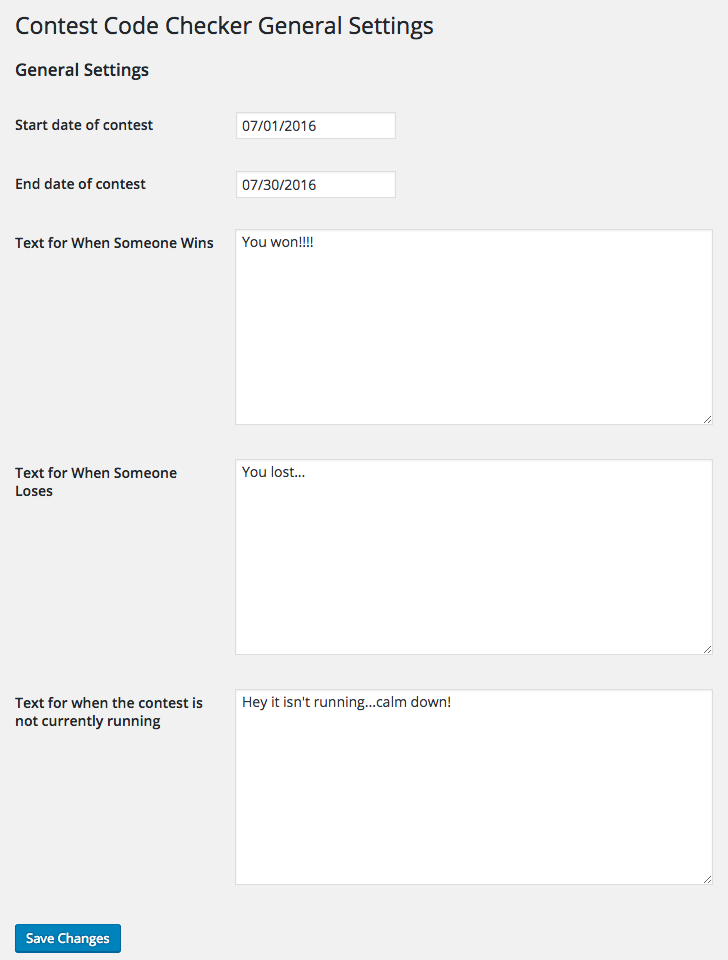 Contest Code Checker General Settings
General Settings
Start date of contest
07/01/2016
End date of contest
07/30/2016
Text for When Someone Wins
You won!!!!
Text for When Someone
Loses
You lost...
Text for when the contest is
not currently running
Hey it isn't running...calm down!
Save Changes